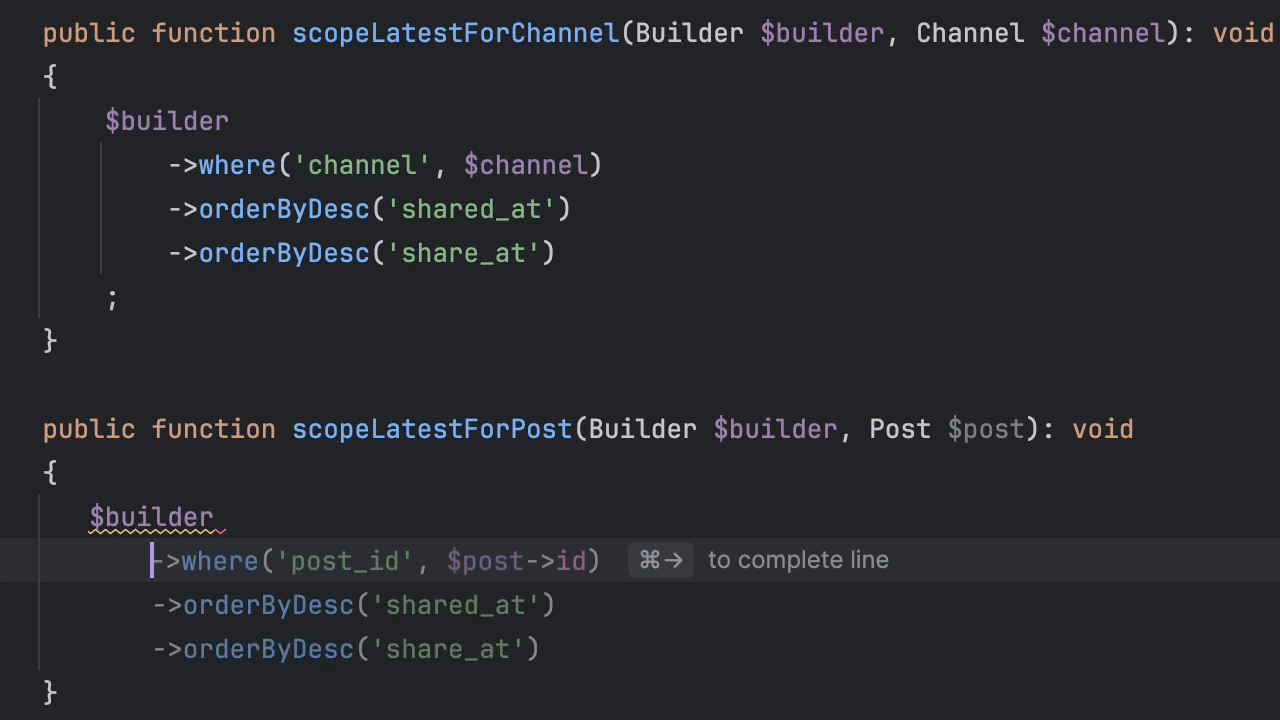 public function scopeLatestForChannel(Builder $builder, Channel $channel): void
{
    $builder
        ->where('channel', $channel)
        ->orderByDesc('shared_at')
        ->orderByDesc('share_at')
    ;
}

public function scopeLatestForPost(Builder $builder, Post $post): void
{
   $builder
       ->where('post_id', $post->id)  ⌘→ to complete line
       ->orderByDesc('shared_at')
       ->orderByDesc('share_at')
}